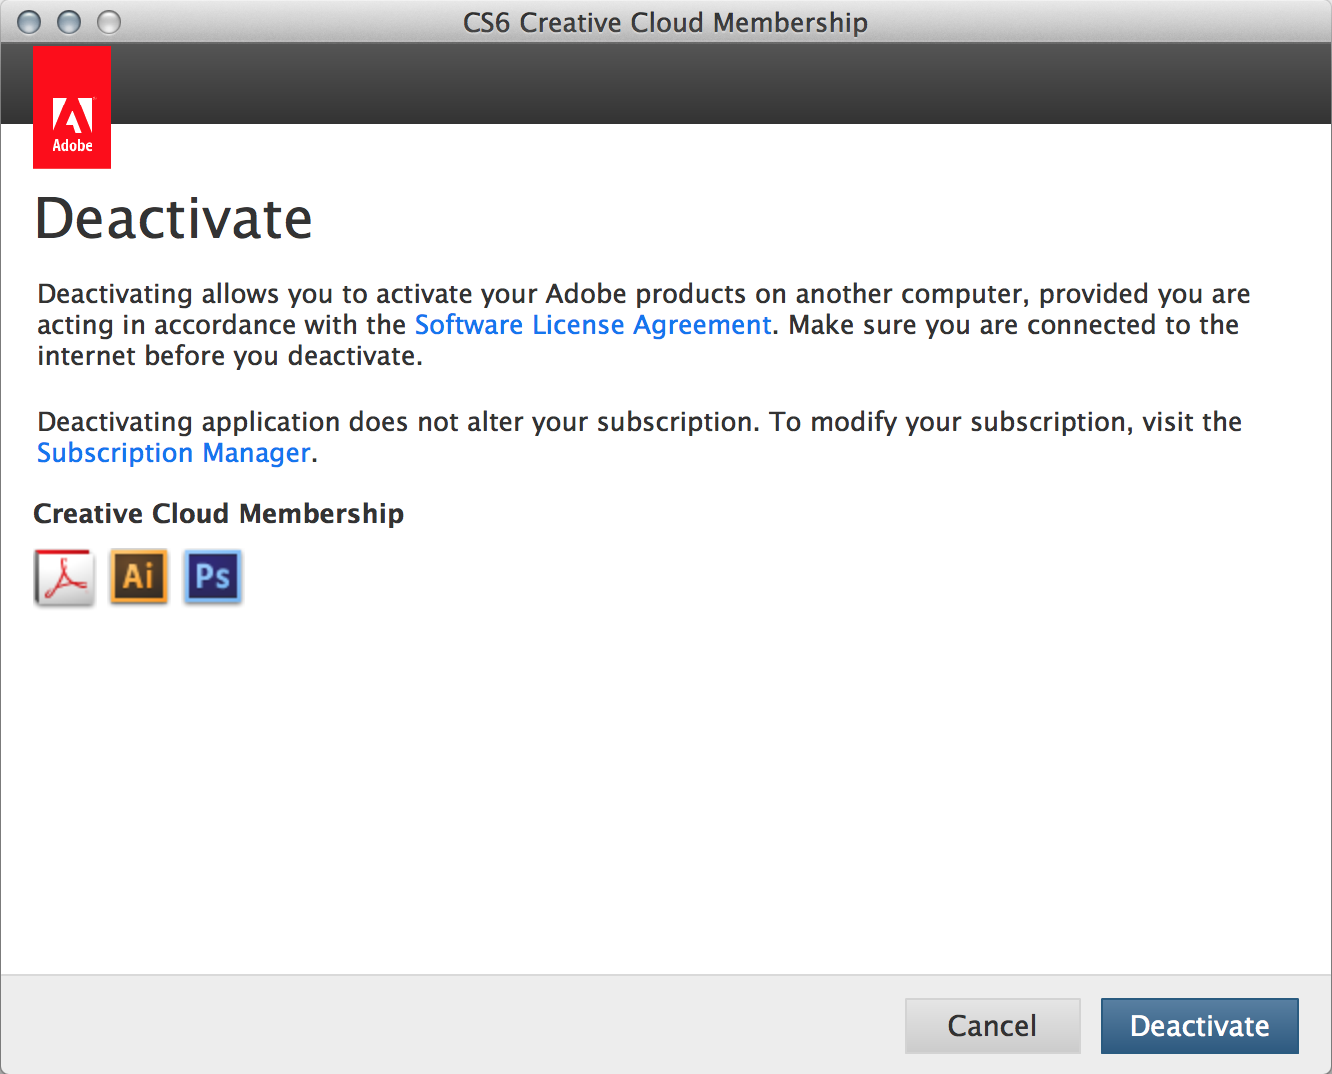 CS6 Creative Cloud Membership
Adobe
Deactivate
Deactivating allows you to activate your Adobe products on another computer, provided you are
acting in accordance with the Software License Agreement. Make sure you are connected to the
internet before you deactivate.
Deactivating application does not alter your subscription. To modify your subscription, visit the
Subscription Manager.
Creative Cloud Membership
Ai Ps
Cancel Deactivate